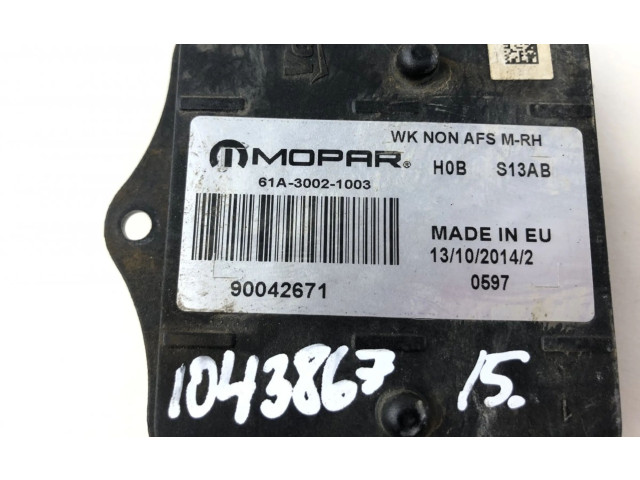 WK NON AFS M-RH
MOPAR®
H0B S13AB
61A-3002-1003
MADE IN EU
13/10/2014/2
90042671
0597
1043867 15.